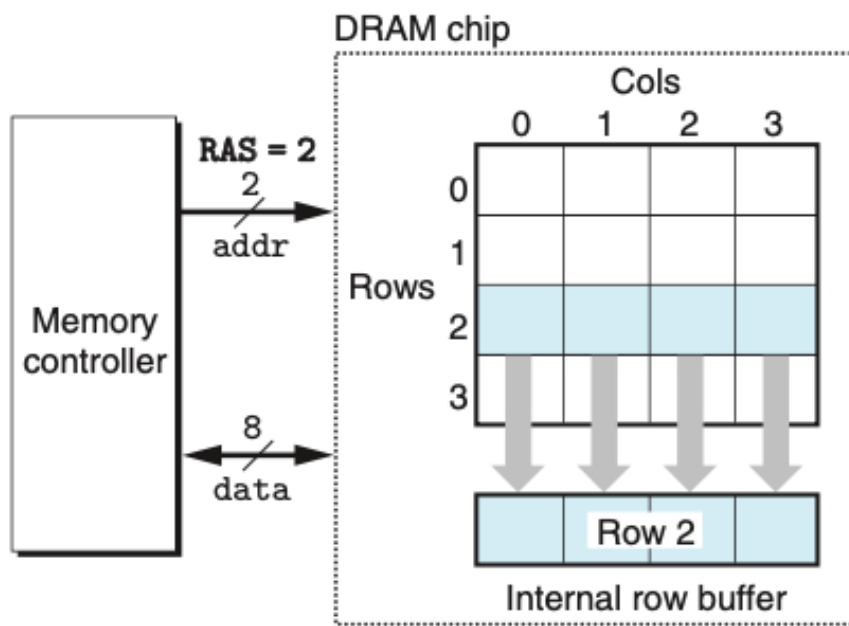 DRAM chip
Cols
0 1 2 3
RAS = 2
2
addr
Rows
0
1
2
3
Memory
controller
8
data
Row 2
Internal row buffer